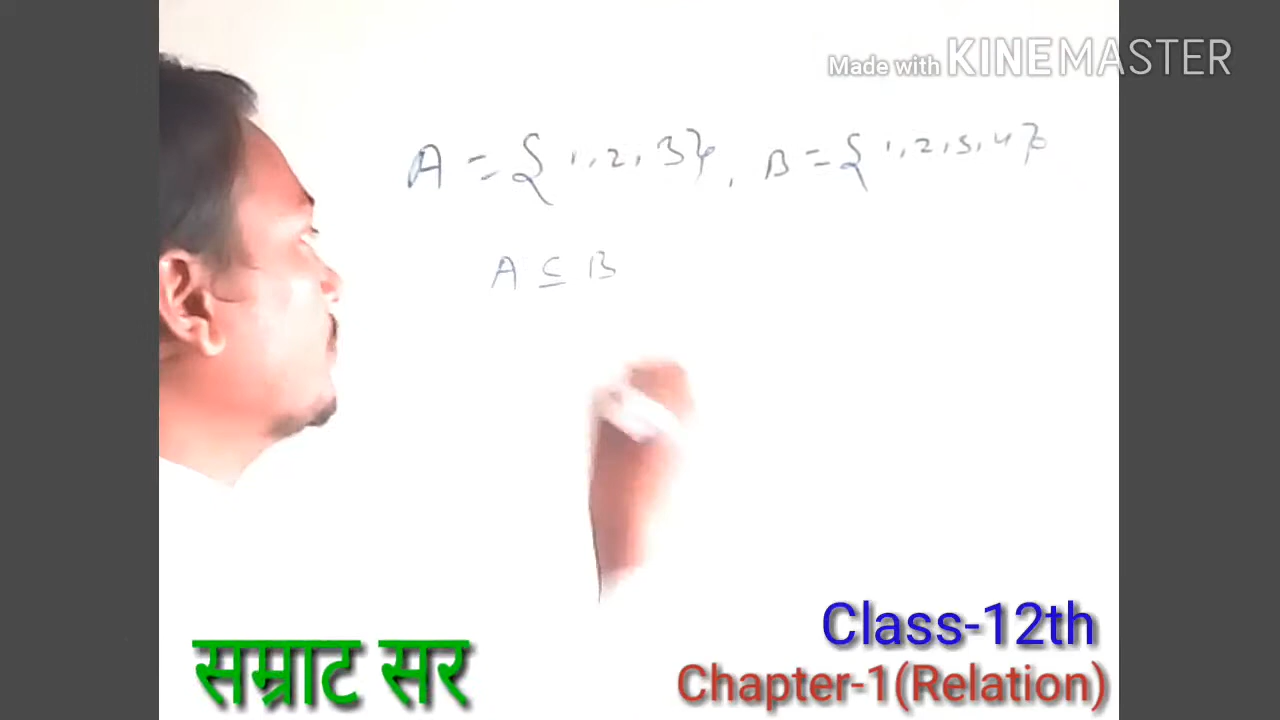 Made with KINEMASTER
A = { 1, 2, 3}, B = { 1, 2, 3, 4}
A ⊆ B
Class-12th
सम्राट सर
Chapter-1(Relation)